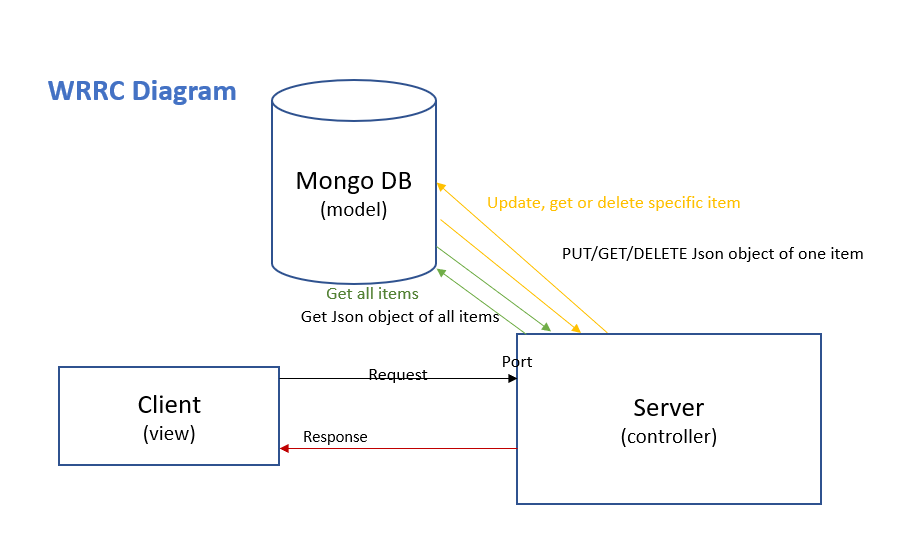 WRRC Diagram
Mongo DB
(model)
Update, get or delete specific item
PUT/GET/DELETE Json object of one item
Get all items
Get Json object of all items
Port
Request
Client
(view)
Response
Server
(controller)